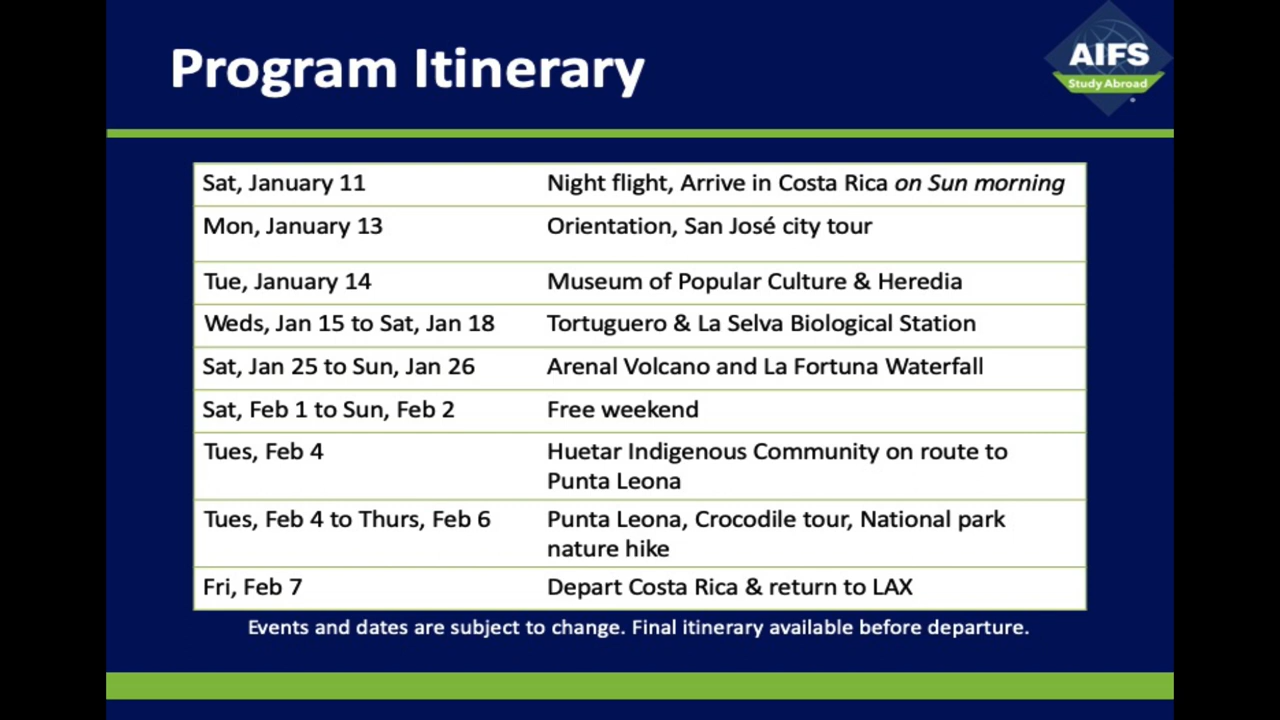 Program Itinerary
AIFS
Study Abroad
Sat, January 11 Night flight, Arrive in Costa Rica on Sun morning
Mon, January 13 Orientation, San José city tour
Tue, January 14 Museum of Popular Culture & Heredia
Weds, Jan 15 to Sat, Jan 18 Tortuguero & La Selva Biological Station
Sat, Jan 25 to Sun, Jan 26 Arenal Volcano and La Fortuna Waterfall
Sat, Feb 1 to Sun, Feb 2 Free weekend
Tues, Feb 4 Huetar Indigenous Community on route to
Punta Leona
Tues, Feb 4 to Thurs, Feb 6 Punta Leona, Crocodile tour, National park
nature hike
Fri, Feb 7 Depart Costa Rica & return to LAX
Events and dates are subject to change. Final itinerary available before departure.